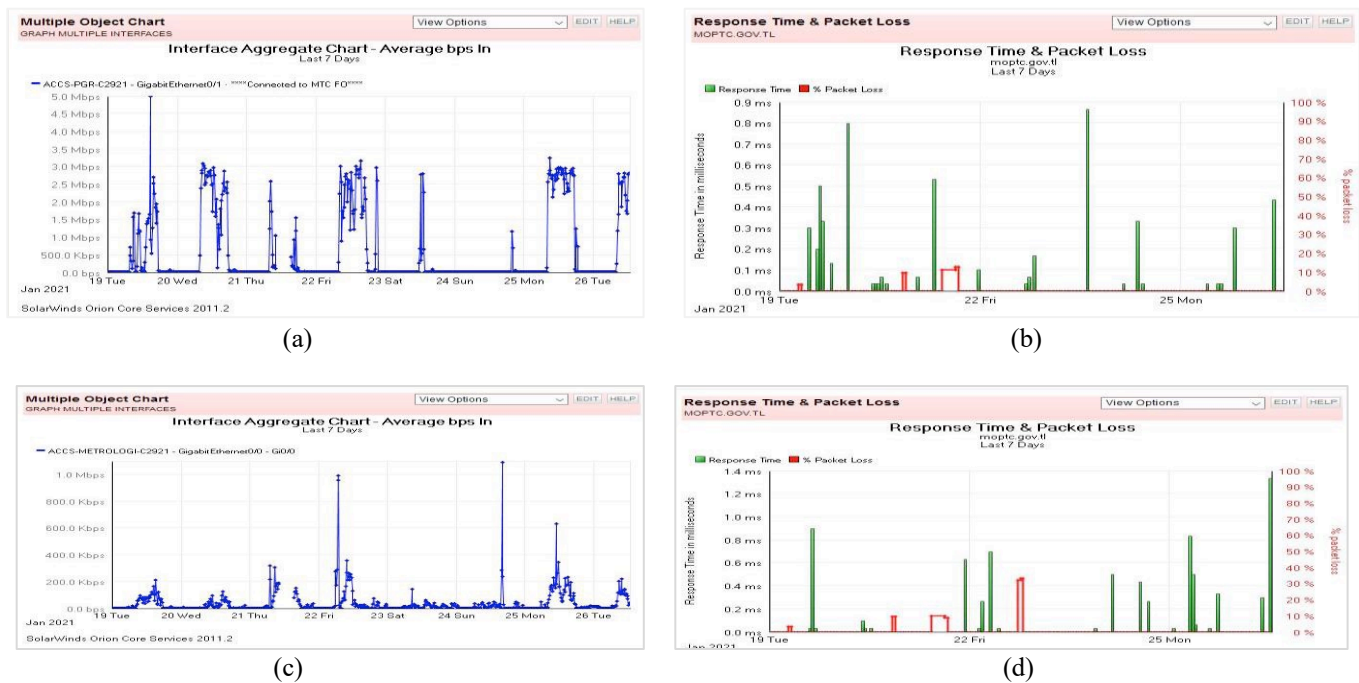 Multiple Object Chart
View Options
EDIT
HELP
GRAPH MULTIPLE INTERFACES
Interface Aggregate Chart - Average bps In
Last 7 Days
ACCS-PGR-C2921 - GigabitEthernet0/1 - ****Connected to MTC FO****
5.0 Mbps
4.5 Mbps
4.0 Mbps
3.5 Mbps
3.0 Mbps
2.5 Mbps
2.0 Mbps
1.5 Mbps
1.0 Mbps
500.0 Kbps
0.0 bps
19 Tue 20 Wed 21 Thu 22 Fri 23 Sat 24 Sun 25 Mon 26 Tue
Jan 2021
SolarWinds Orion Core Services 2011.2
(a)
Response Time & Packet Loss
View Options
EDIT
HELP
MOPTC.GOV.TL
Response Time & Packet Loss
moptc.gov.tl
Last 7 Days
Response Time % Packet Loss
Response Time in milliseconds
0.9 ms
0.8 ms
0.7 ms
0.6 ms
0.5 ms
0.4 ms
0.3 ms
0.2 ms
0.1 ms
0.0 ms
100 %
90 %
80 %
70 %
60 %
50 %
40 %
30 %
20 %
10 %
0 %
% packet loss
19 Tue 22 Fri 25 Mon
Jan 2021
(b)
Multiple Object Chart
View Options
EDIT
HELP
GRAPH MULTIPLE INTERFACES
Interface Aggregate Chart - Average bps In
Last 7 Days
ACCS-METROLOGI-C2921 - GigabitEthernet0/0 - Gi0/0
1.0 Mbps
800.0 Kbps
600.0 Kbps
400.0 Kbps
200.0 Kbps
0.0 bps
19 Tue 20 Wed 21 Thu 22 Fri 23 Sat 24 Sun 25 Mon 26 Tue
Jan 2021
SolarWinds Orion Core Services 2011.2
(c)
Response Time & Packet Loss
View Options
EDIT
HELP
MOPTC.GOV.TL
Response Time & Packet Loss
moptc.gov.tl
Last 7 Days
Response Time % Packet Loss
Response Time in milliseconds
1.4 ms
1.2 ms
1.0 ms
0.8 ms
0.6 ms
0.4 ms
0.2 ms
0.0 ms
100 %
90 %
80 %
70 %
60 %
50 %
40 %
30 %
20 %
10 %
0 %
% packet loss
19 Tue 22 Fri 25 Mon
Jan 2021
(d)